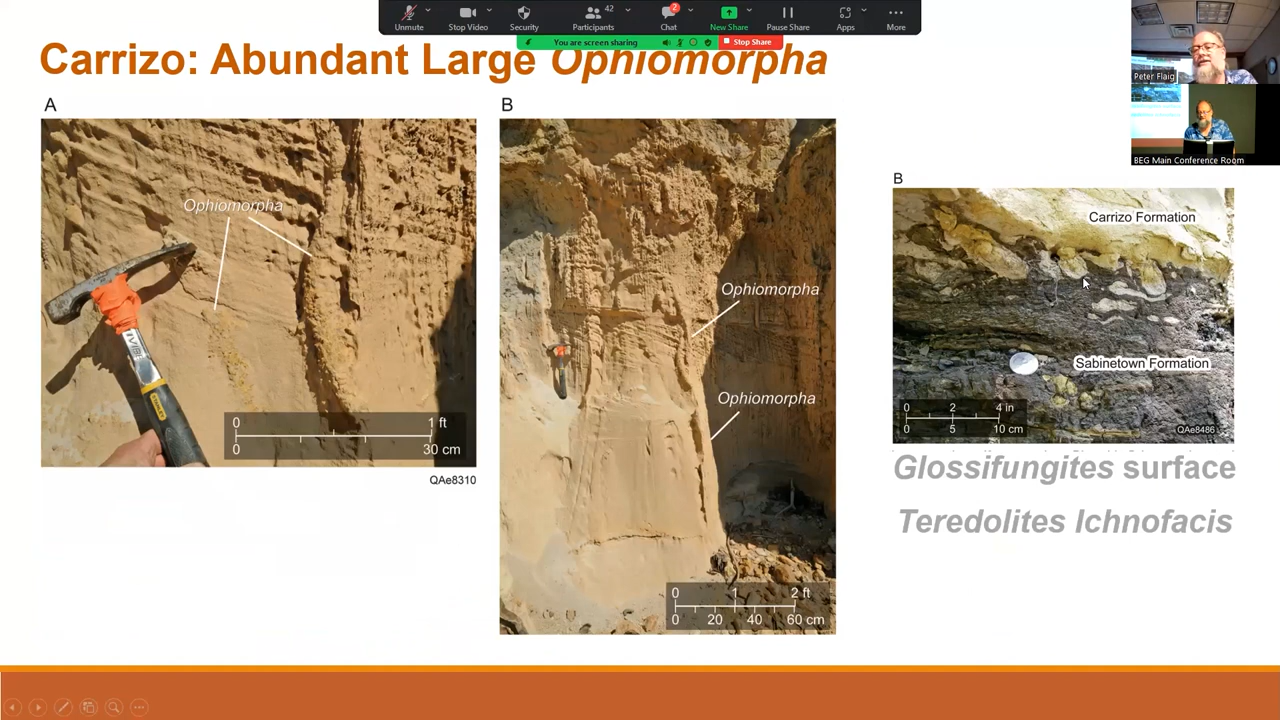 Unmute
Stop Video
Security
Participants
42
Chat
2
New Share
Pause Share
Apps
More
You are screen sharing
Stop Share
Peter Flaig
BEG Main Conference Room
Carrizo: Abundant Large Ophiomorpha
A
Ophiomorpha
STANLEY
0 1 ft
0 30 cm
QAe8310
B
Ophiomorpha
Ophiomorpha
0 1 2 ft
0 20 40 60 cm
B
Carrizo Formation
Sabinetown Formation
0 2 4 in
0 5 10 cm
QAe8486
Glossifungites surface
Teredolites Ichnofacis